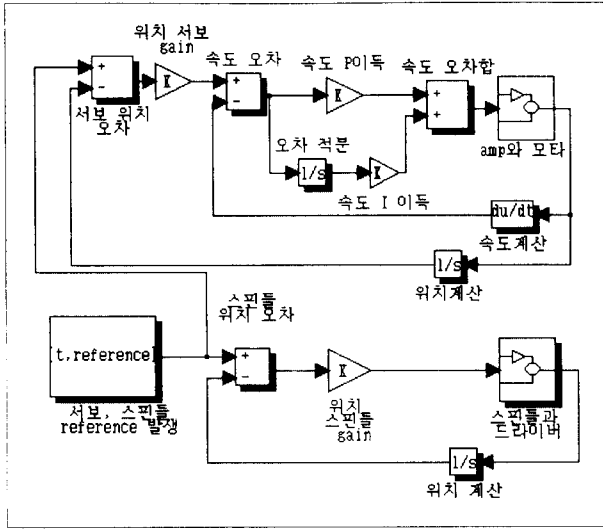 위치 서보
gain
속도 오차
속도 P이득
속도 오차합
+
-
K
+
-
K
+
+
서보 위치
오차
오차 적분
1/s
K
amp와 모타
속도 I 이득
du/dt
속도계산
1/s
위치계산
스핀들
위치 오차
[t,reference]
+
-
K
서보, 스핀들
reference 발생
위치
스핀들
gain
스핀들과
드라이버
1/s
위치 계산